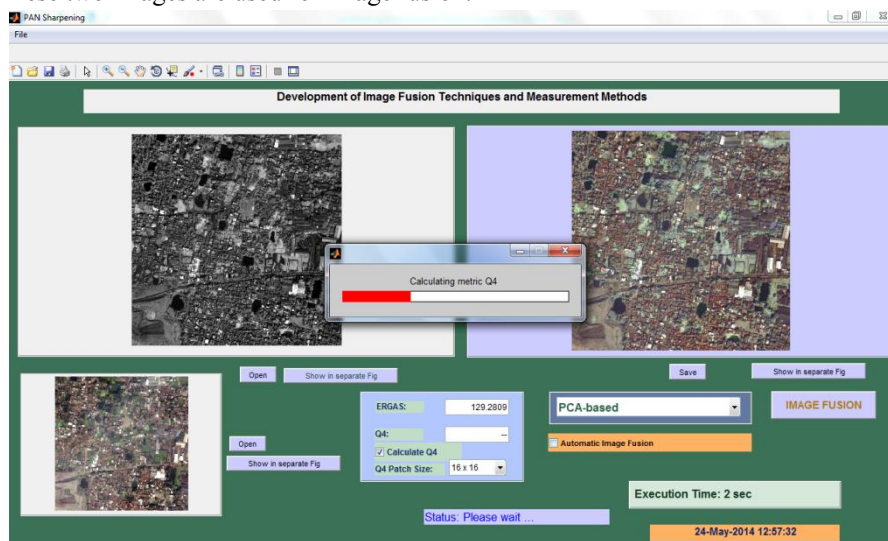 PAN Sharpening
File
Development of Image Fusion Techniques and Measurement Methods
Calculating metric Q4
Open
Show in separate Fig
Save
Show in separate Fig
ERGAS:
129.2809
PCA-based
IMAGE FUSION
Q4:
--
Open
Calculate Q4
Automatic Image Fusion
Show in separate Fig
Q4 Patch Size:
16 x 16
Execution Time: 2 sec
Status: Please wait ...
24-May-2014 12:57:32